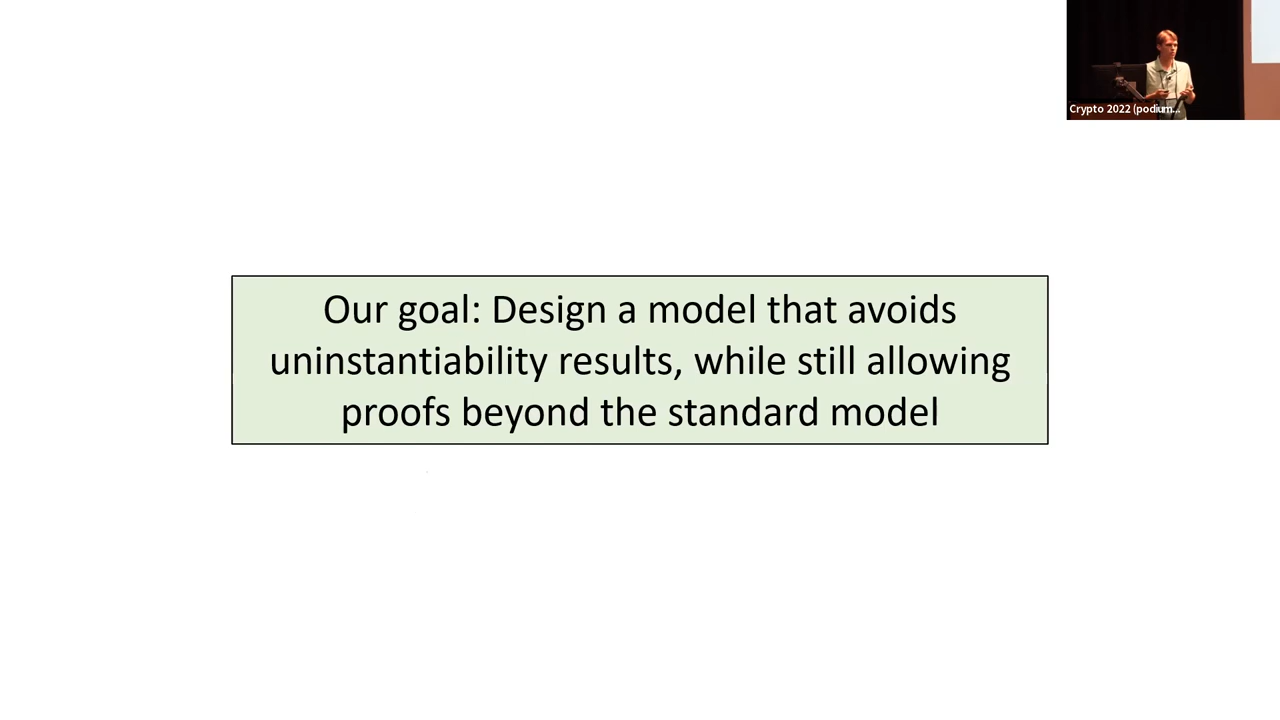 Crypto 2022 (podium...
Our goal: Design a model that avoids
uninstantiability results, while still allowing
proofs beyond the standard model